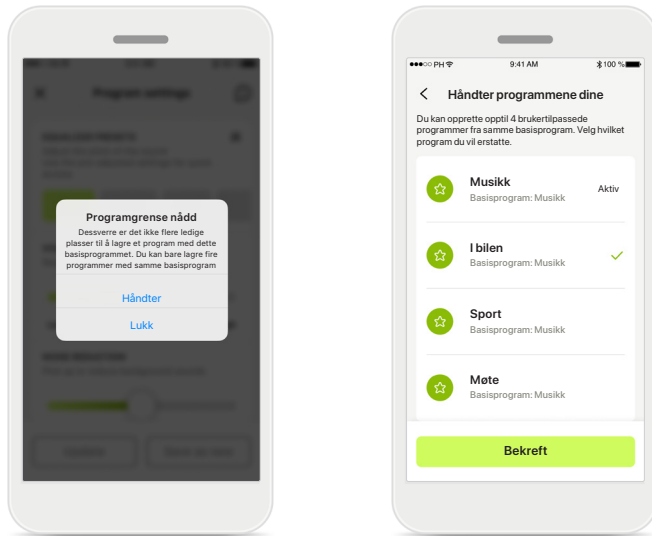 Program settings
Programgrense nådd
Dessverre er det ikke flere ledige
plasser til å lagre et program med dette
basisprogrammet. Du kan bare lagre fire
programmer med samme basisprogram
Håndter
Lukk
PH
9:41 AM
100 %
Håndter programmene dine
Du kan opprette opptil 4 brukertilpassede
programmer fra samme basisprogram. Velg hvilket
program du vil erstatte.
Musikk
Aktiv
Basisprogram: Musikk
I bilen
Basisprogram: Musikk
Sport
Basisprogram: Musikk
Møte
Basisprogram: Musikk
Bekreft